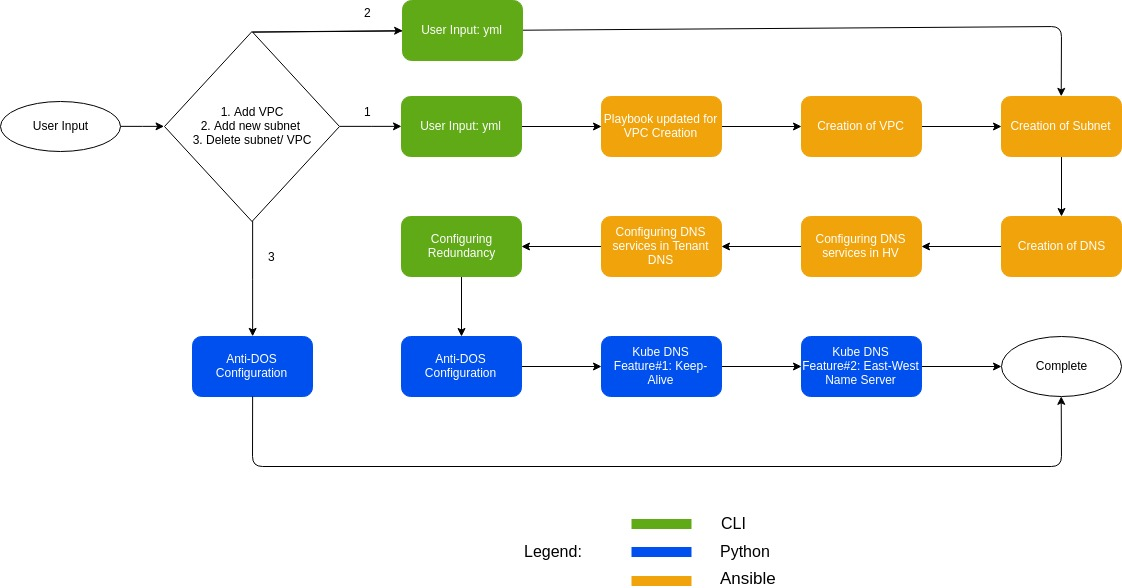 2
User Input: yml
User Input
1. Add VPC
2. Add new subnet
3. Delete subnet/ VPC
1
User Input: yml
Playbook updated for
VPC Creation
Creation of VPC
Creation of Subnet
3
Configuring
Redundancy
Configuring DNS
services in Tenant
DNS
Configuring DNS
services in HV
Creation of DNS
Anti-DOS
Configuration
Anti-DOS
Configuration
Kube DNS
Feature#1: Keep-
Alive
Kube DNS
Feature#2: East-West
Name Server
Complete
Legend:
CLI
Python
Ansible